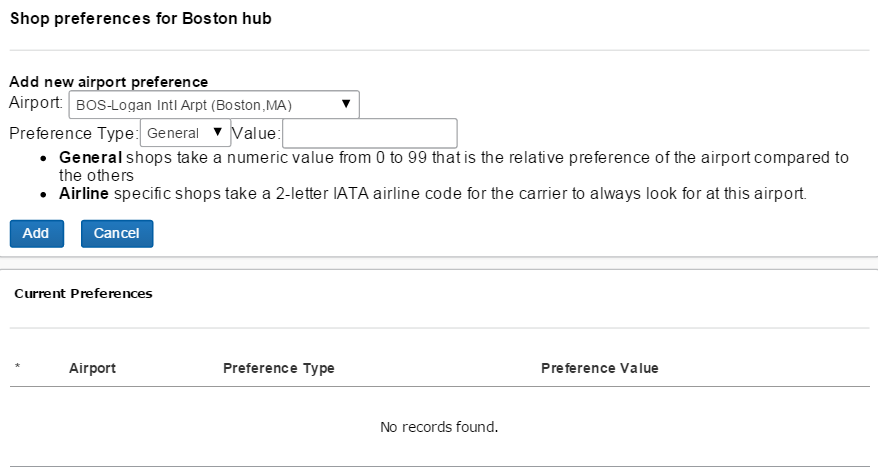 Shop preferences for Boston hub
Add new airport preference
Airport: BOS-Logan Intl Arpt (Boston,MA) ▼
Preference Type: General ▼ Value:
• General shops take a numeric value from 0 to 99 that is the relative preference of the airport compared to
the others
• Airline specific shops take a 2-letter IATA airline code for the carrier to always look for at this airport.
Add Cancel
Current Preferences
* Airport Preference Type Preference Value
No records found.